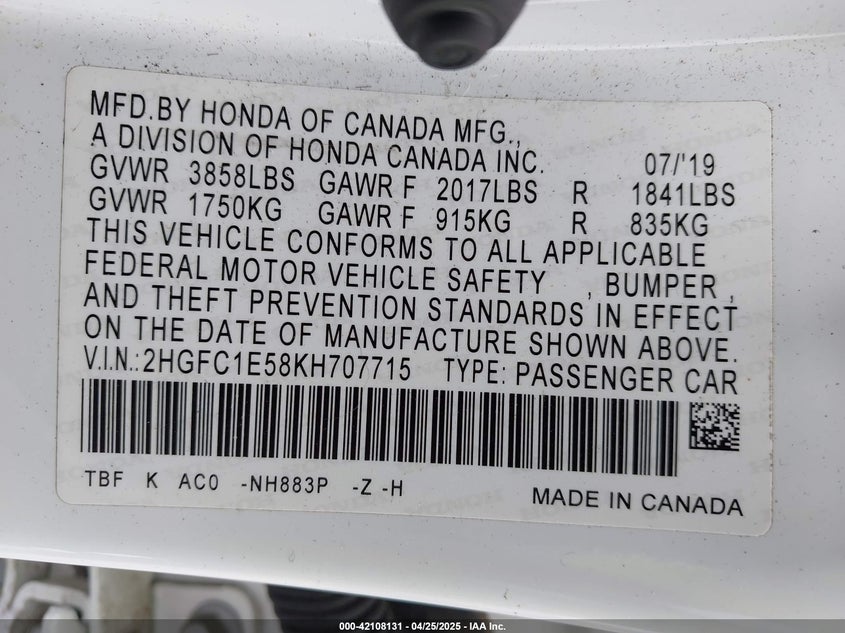 MFD.BY HONDA OF CANADA MFG.,
A DIVISION OF HONDA CANADA INC. 07/'19
GVWR 3858LBS GAWR F 2017LBS R 1841LBS
GVWR 1750KG GAWR F 915KG R 835KG
THIS VEHICLE CONFORMS TO ALL APPLICABLE
FEDERAL MOTOR VEHICLE SAFETY , BUMPER ,
AND THEFT PREVENTION STANDARDS IN EFFECT
ON THE DATE OF MANUFACTURE SHOWN ABOVE.
V.I.N.:2HGFC1E58KH707715 TYPE: PASSENGER CAR
TBF K AC0 -NH883P -Z -H MADE IN CANADA
000-42108131 - 04/25/2025 - IAA Inc.